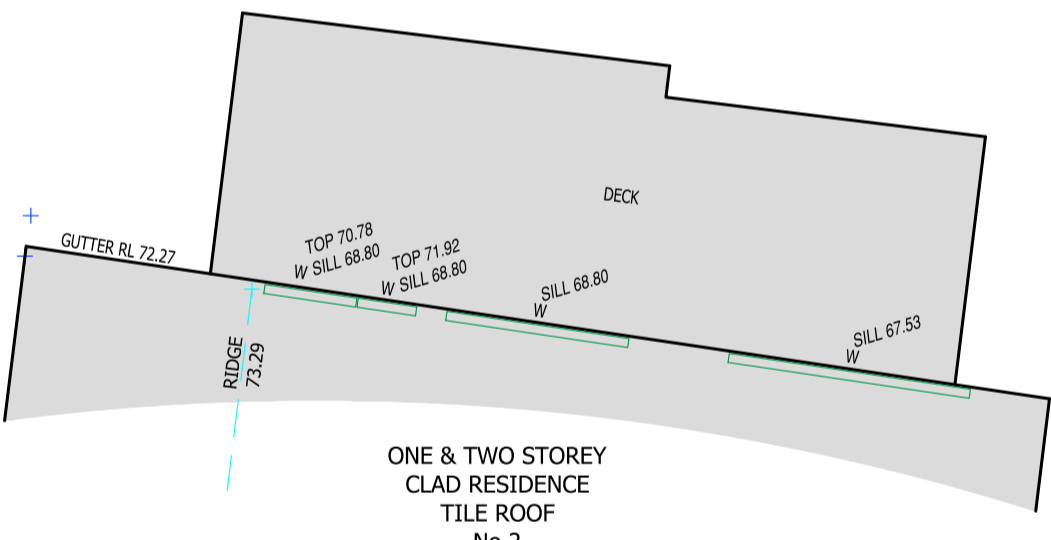 DECK
GUTTER RL 72.27
TOP 70.78
W SILL 68.80
TOP 71.92
W SILL 68.80
SILL 68.80
W
SILL 67.53
W
RIDGE
73.29
ONE & TWO STOREY
CLAD RESIDENCE
TILE ROOF